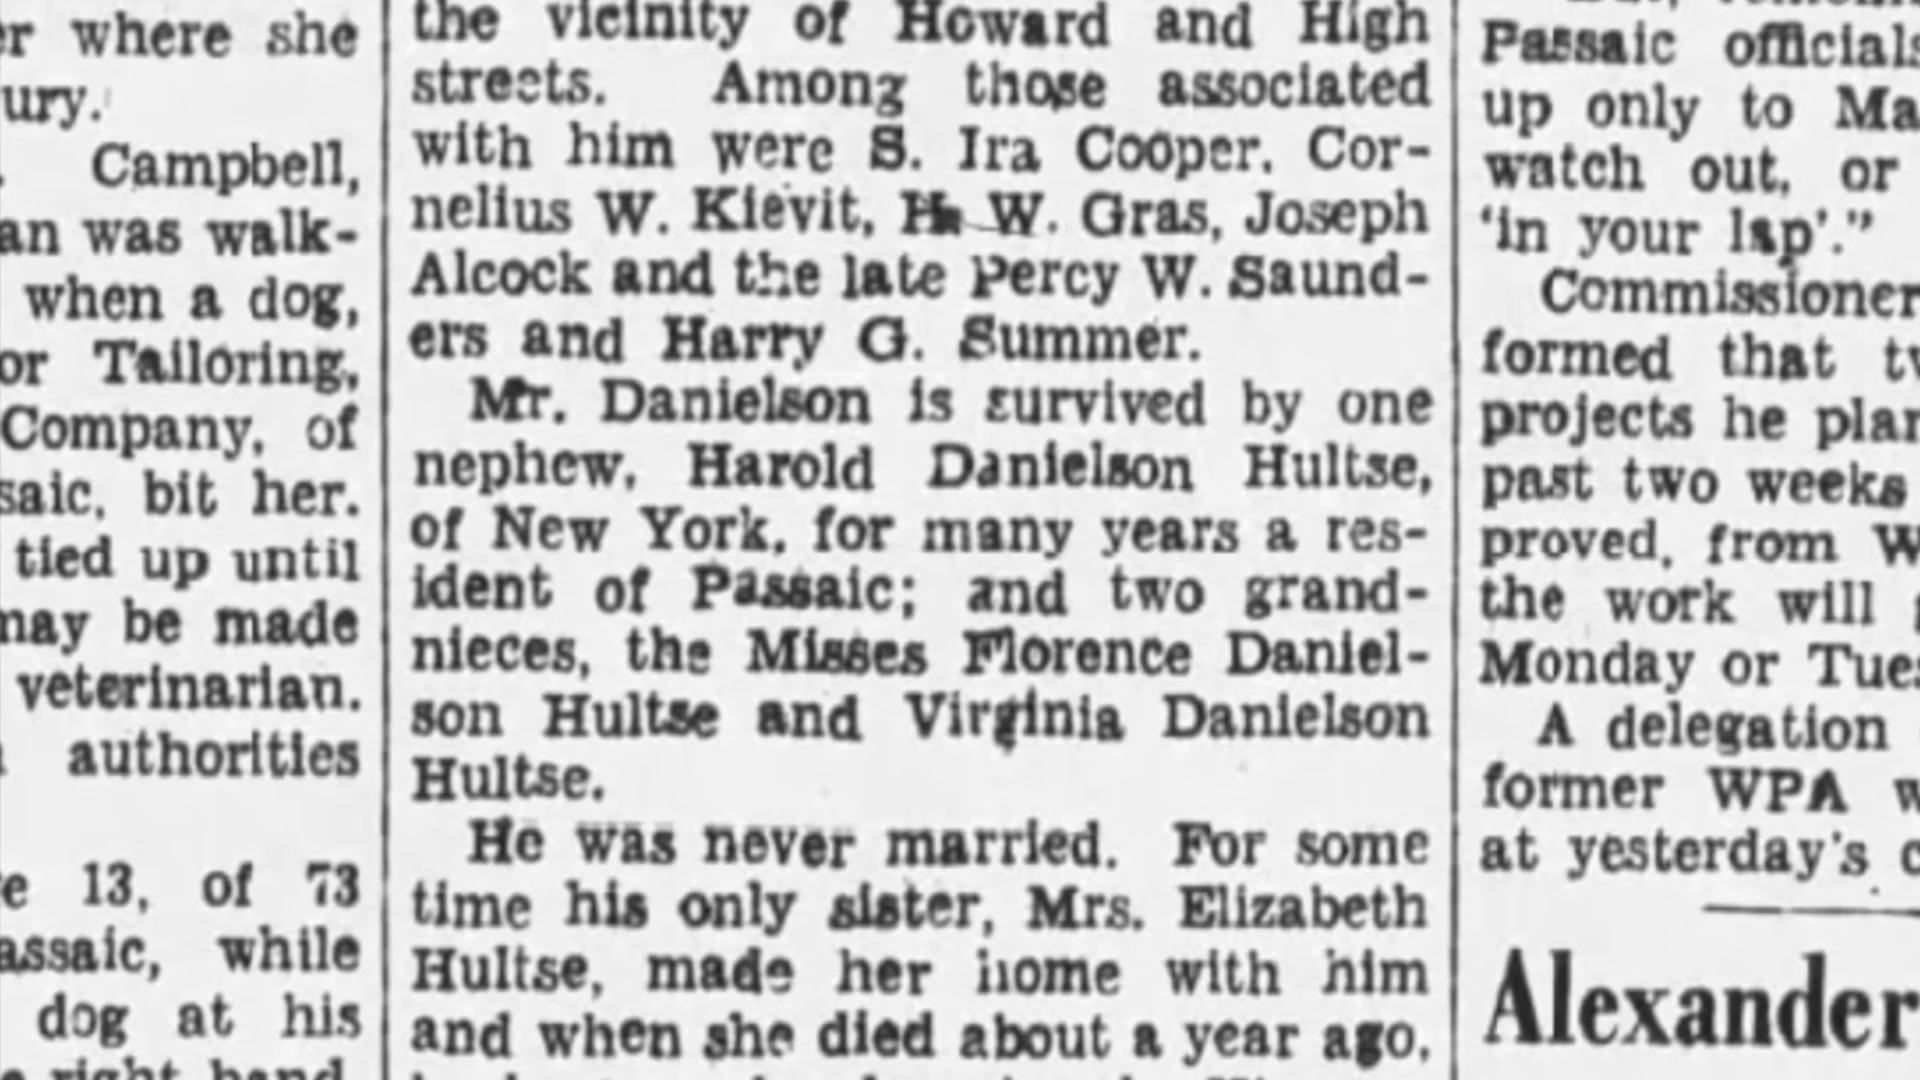 er where she
ury.
Campbell,
an was walk-
when a dog,
or Tailoring,
Company, of
saic, bit her.
tied up until
may be made
veterinarian.
authorities
e 13, of 73
assaic, while
dog at his
right hand
the vicinity of Howard and High
streets. Among those associated
with him were S. Ira Cooper, Cor-
nelius W. Kievit, H. W. Gras, Joseph
Alcock and the late Percy W. Saund-
ers and Harry G. Summer.
Mr. Danielson is survived by one
nephew, Harold Danielson Hultse,
of New York, for many years a res-
ident of Passaic; and two grand-
nieces, the Misses Florence Daniel-
son Hultse and Virginia Danielson
Hultse.
He was never married. For some
time his only sister, Mrs. Elizabeth
Hultse, made her home with him
and when she died about a year ago,
Passaic officials
up only to Ma
watch out, or
'in your lap'."
Commissioner
formed that tw
projects he plan
past two weeks
proved, from W
the work will
Monday or Tues
A delegation
former WPA w
at yesterday's c
Alexander